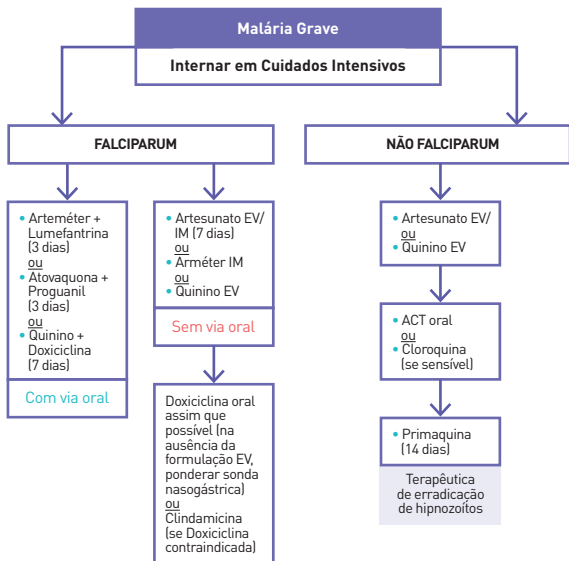 Malária Grave
Internar em Cuidados Intensivos
FALCIPARUM
• Arteméter +
Lumefantrina
(3 dias)
ou
• Atovaquona +
Proguanil
(3 dias)
ou
• Quinino +
Doxiciclina
(7 dias)
Com via oral
• Artesunato EV/
IM (7 dias)
ou
• Arméter IM
ou
• Quinino EV
Sem via oral
Doxiciclina oral
assim que
possível (na
ausência da
formulação EV,
ponderar sonda
nasogástrica)
ou
Clindamicina
(se Doxiciclina
contraindicada)
NÃO FALCIPARUM
• Artesunato EV/
ou
• Quinino EV
• ACT oral
ou
• Cloroquina
(se sensível)
• Primaquina
(14 dias)
Terapêutica
de erradicação
de hipnozoítos